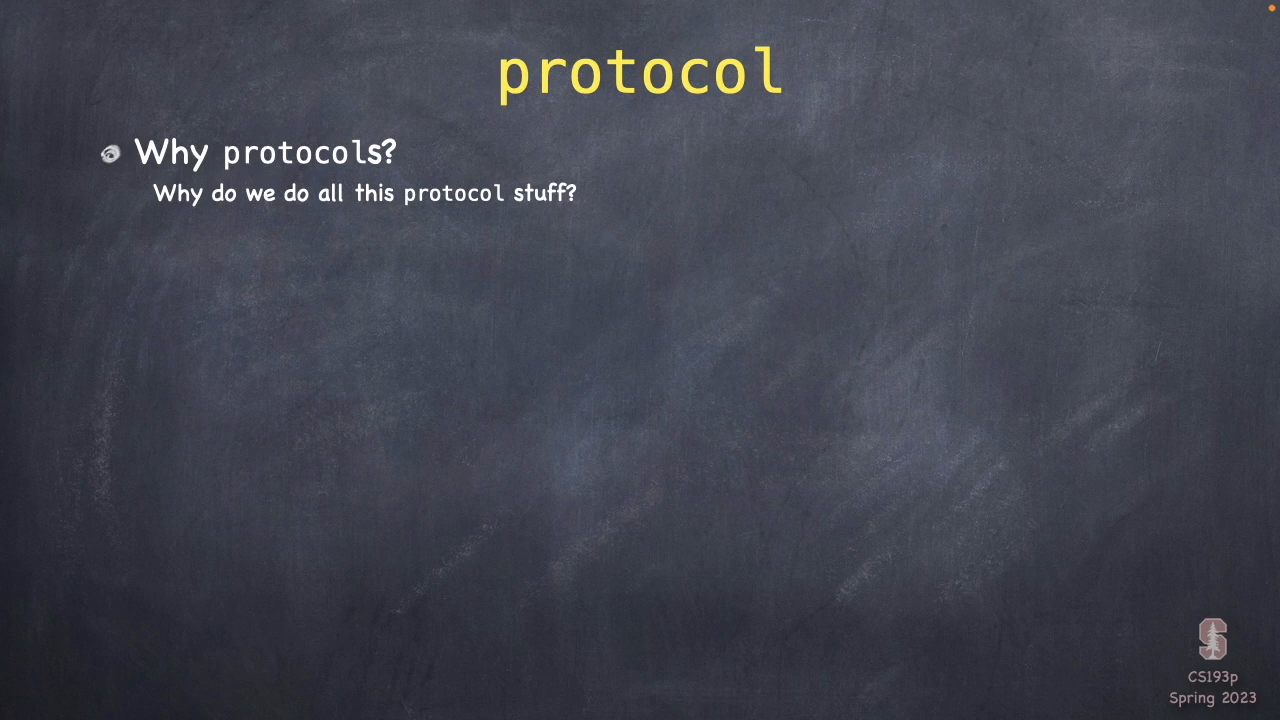 protocol
Why protocols?
Why do we do all this protocol stuff?
S
CS193p
Spring 2023